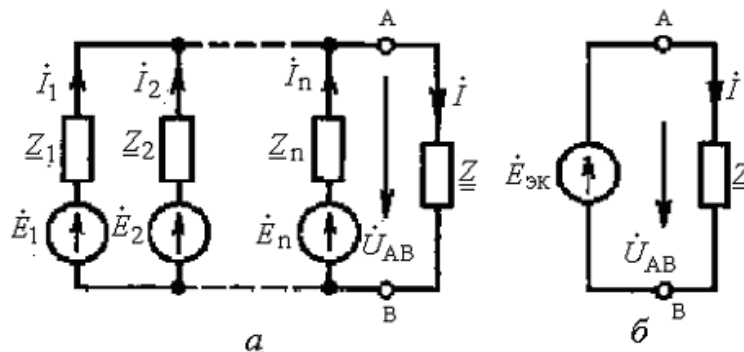 A A
İ₁ İ₂ İₙ İ İ
Z₁ Z₂ Zₙ Z Z
Ė₁ Ė₂ Ėₙ U̇AB Ėэк U̇AB
B B
а б